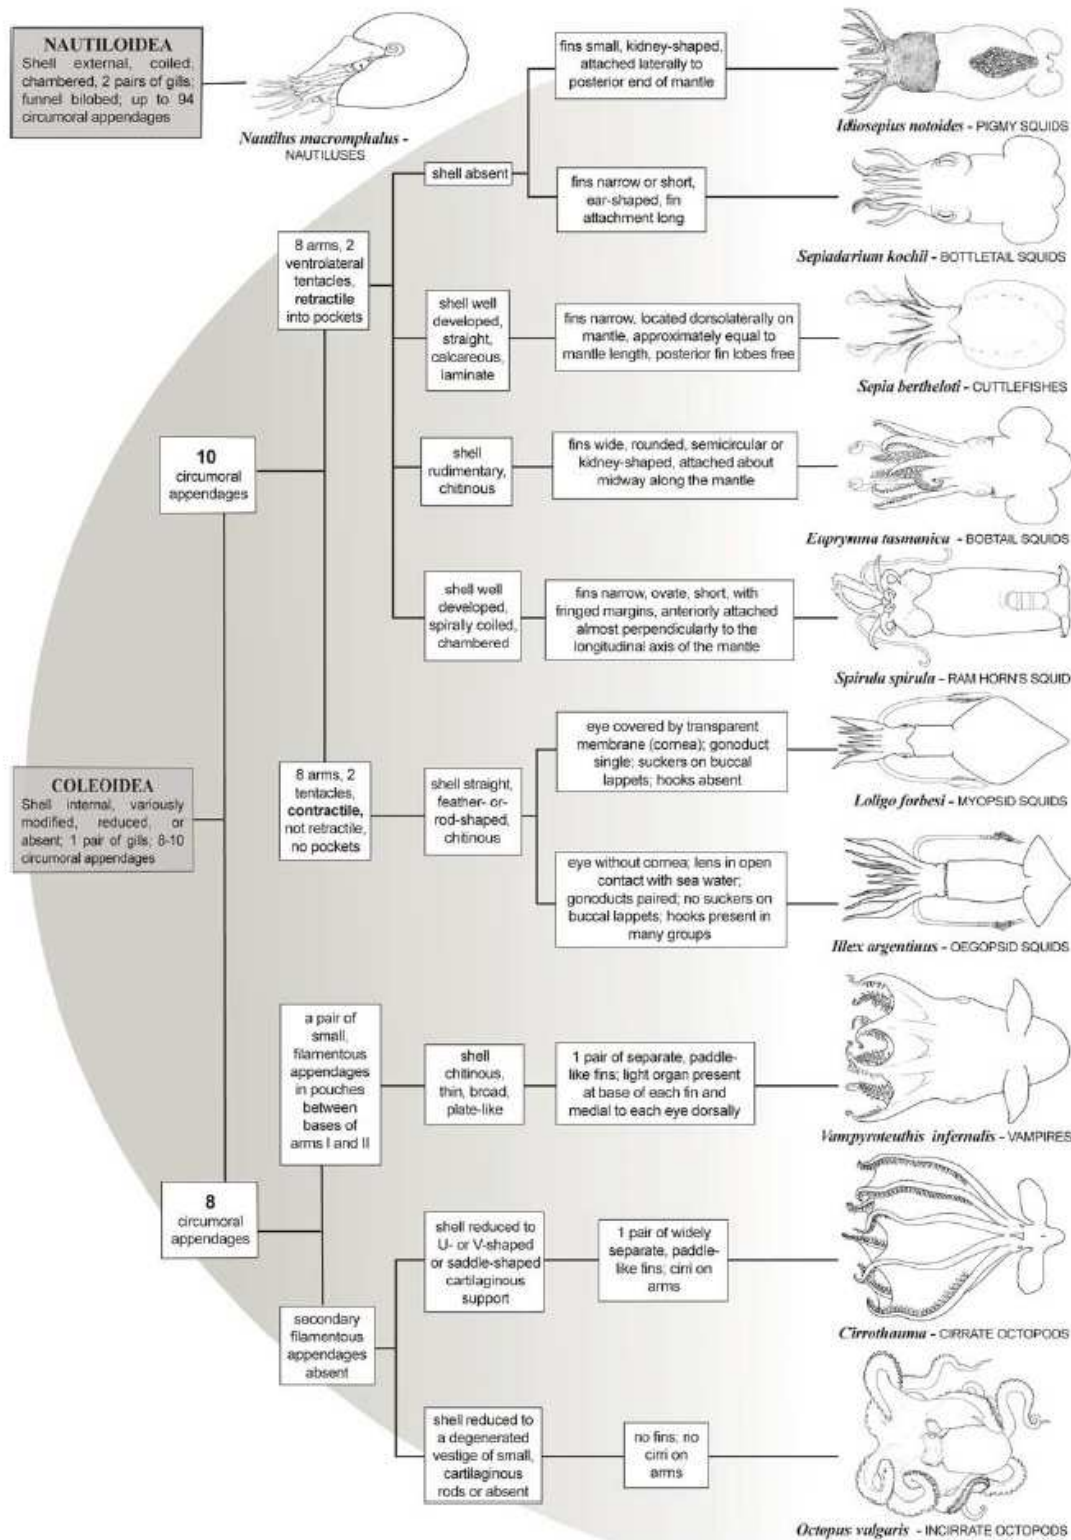 NAUTILOIDEA
Shell external, coiled,
chambered, 2 pairs of gills;
funnel bilobed; up to 94
circumoral appendages
Nautilus macromphalus -
NAUTILUSES
fins small, kidney-shaped,
attached laterally to
posterior end of mantle
Idiosepius notoides - PIGMY SQUIDS
shell absent
fins narrow or short,
ear-shaped, fin
attachment long
Sepiadarium kochii - BOTTLETAIL SQUIDS
8 arms, 2
ventrolateral
tentacles,
retractile
into pockets
shell well
developed,
straight,
calcareous,
laminate
fins narrow, located dorsolaterally on
mantle, approximately equal to
mantle length, posterior fin lobes free
Sepia bertheloti - CUTTLEFISHES
10
circumoral
appendages
shell
rudimentary,
chitinous
fins wide, rounded, semicircular or
kidney-shaped, attached about
midway along the mantle
Euprymna tasmanica - BOBTAIL SQUIDS
shell well
developed,
spirally coiled,
chambered
fins narrow, ovate, short, with
fringed margins, anteriorly attached
almost perpendicularly to the
longitudinal axis of the mantle
Spirula spirula - RAM HORN'S SQUID
COLEOIDEA
Shell internal, variously
modified, reduced, or
absent; 1 pair of gills; 8-10
circumoral appendages
8 arms, 2
tentacles,
contractile,
not retractile,
no pockets
shell straight,
feather- or-
rod-shaped,
chitinous
eye covered by transparent
membrane (cornea); gonoduct
single; suckers on buccal
lappets; hooks absent
Loligo forbesi - MYOPSID SQUIDS
eye without cornea; lens in open
contact with sea water;
gonoducts paired; no suckers on
buccal lappets; hooks present in
many groups
Illex argentinus - OEGOPSID SQUIDS
a pair of
small,
filamentous
appendages
in pouches
between
bases of
arms I and II
shell
chitinous,
thin, broad,
plate-like
1 pair of separate, paddle-
like fins; light organ present
at base of each fin and
medial to each eye dorsally
Vampyroteuthis infernalis - VAMPIRES
8
circumoral
appendages
shell reduced to
U- or V-shaped
or saddle-shaped
cartilaginous
support
1 pair of widely
separate, paddle-
like fins; cirri on
arms
Cirrothauma - CIRRATE OCTOPODS
secondary
filamentous
appendages
absent
shell reduced to
a degenerated
vestige of small,
cartilaginous
rods or absent
no fins; no
cirri on
arms
Octopus vulgaris - INCIRRATE OCTOPODS